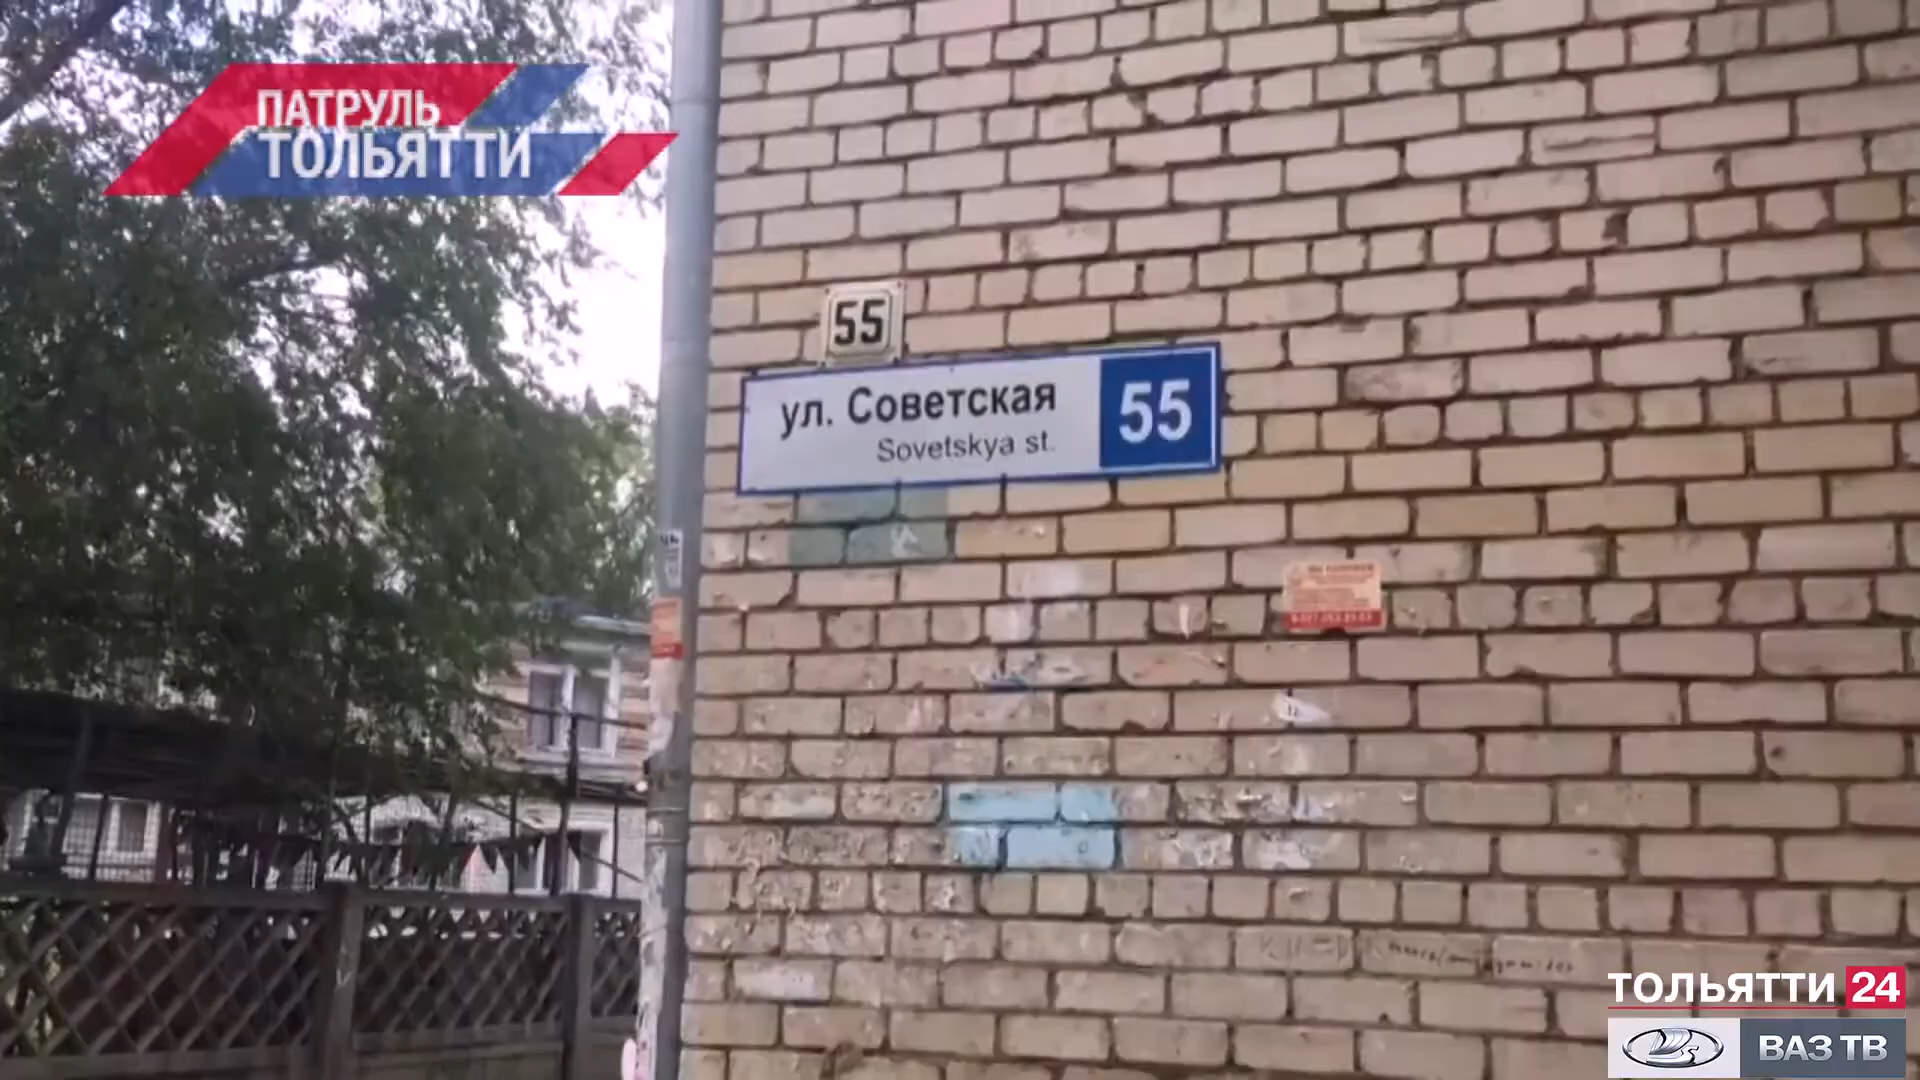 ПАТРУЛЬ
ТОЛЬЯТТИ
55
ул. Советская 55
Sovetskya st.
ТОЛЬЯТТИ 24
ВАЗ ТВ